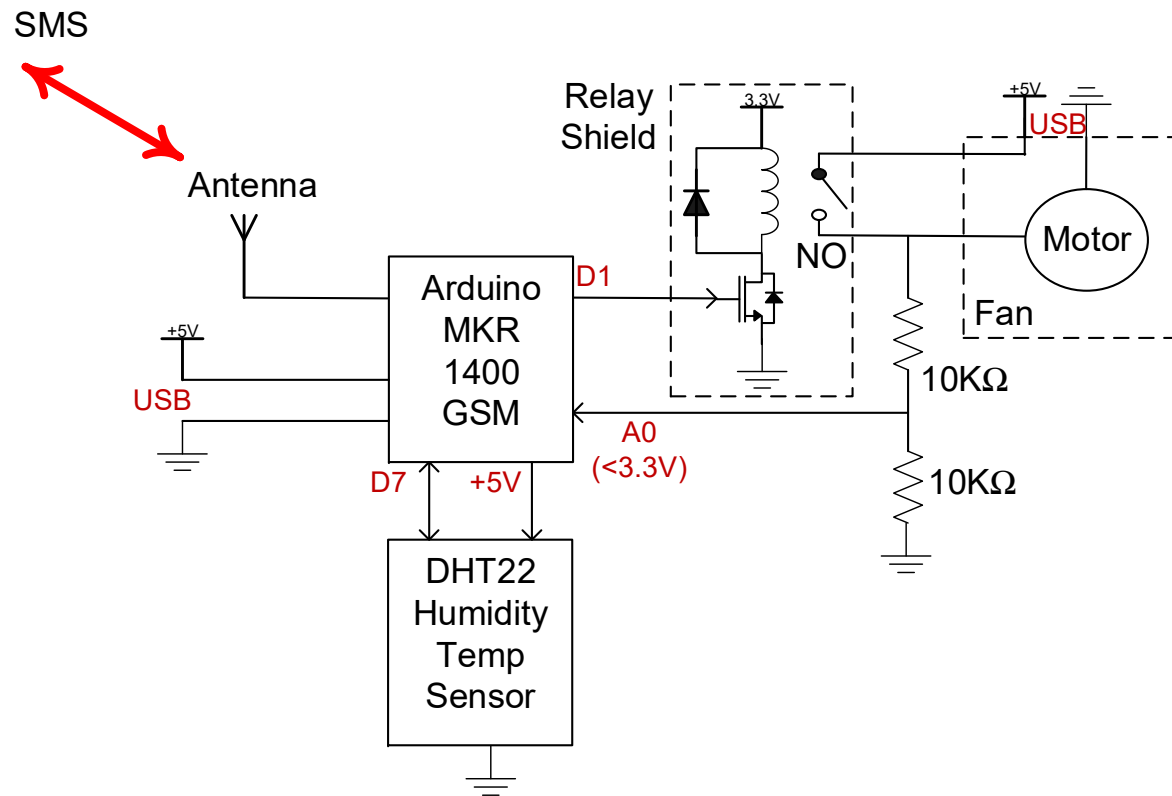 SMS
Antenna
+5V
USB
Arduino
MKR
1400
GSM
D1
D7
+5V
DHT22
Humidity
Temp
Sensor
Relay
Shield
3.3V
NO
A0
(<3.3V)
+5V
USB
Motor
Fan
10KΩ
10KΩ